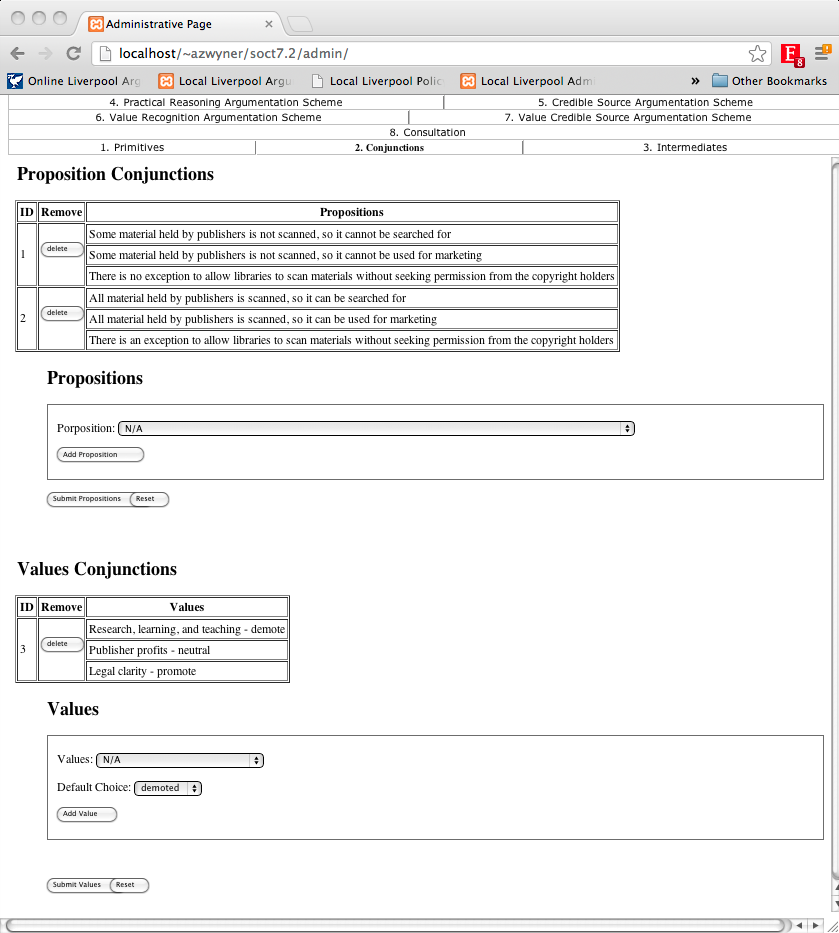 Administrative Page
localhost/~azwyner/soct7.2/admin/
8
Online Liverpool Arg Local Liverpool Argu Local Liverpool Polic Local Liverpool Adm » Other Bookmarks
4. Practical Reasoning Argumentation Scheme 5. Credible Source Argumentation Scheme
6. Value Recognition Argumentation Scheme 7. Value Credible Source Argumentation Scheme
8. Consultation
1. Primitives 2. Conjunctions 3. Intermediates
Proposition Conjunctions
ID Remove Propositions
1 delete
Some material held by publishers is not scanned, so it cannot be searched for
Some material held by publishers is not scanned, so it cannot be used for marketing
There is no exception to allow libraries to scan materials without seeking permission from the copyright holders
2 delete
All material held by publishers is scanned, so it can be searched for
All material held by publishers is scanned, so it can be used for marketing
There is an exception to allow libraries to scan materials without seeking permission from the copyright holders
Propositions
Porposition: N/A
Add Proposition
Submit Propositions Reset
Values Conjunctions
ID Remove Values
3 delete
Research, learning, and teaching - demote
Publisher profits - neutral
Legal clarity - promote
Values
Values: N/A
Default Choice: demoted
Add Value
Submit Values Reset